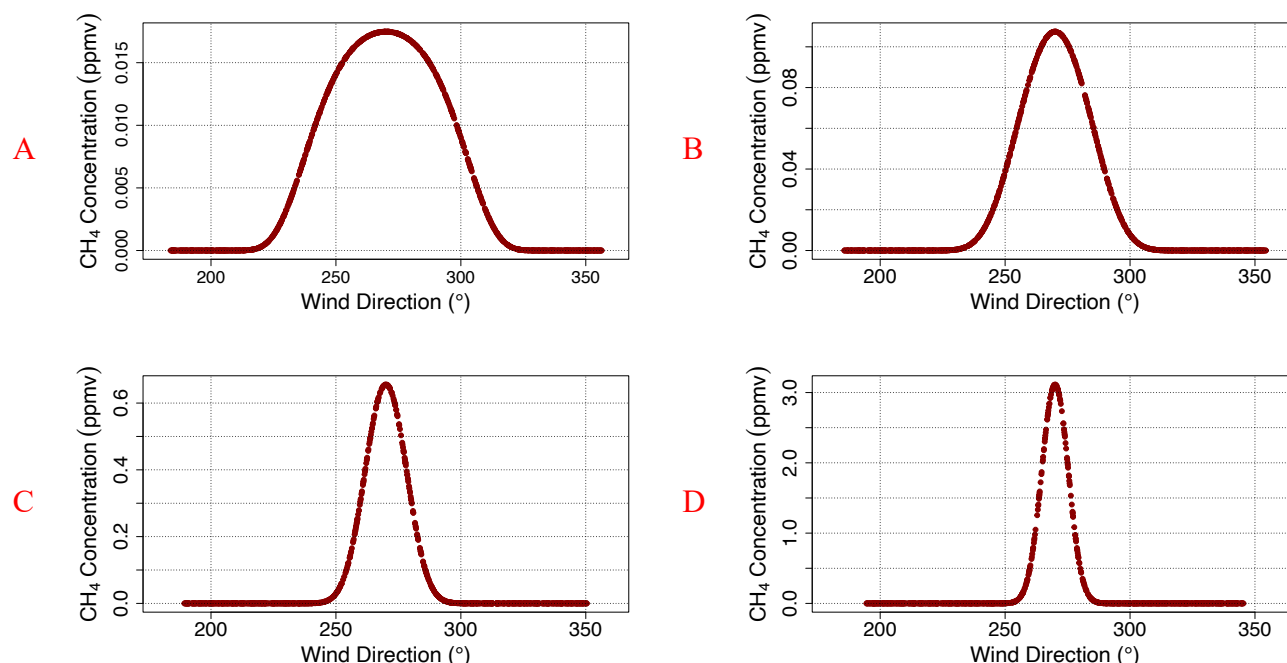 A
CH4 Concentration (ppmv)
0.000 0.005 0.010 0.015
200 250 300 350
Wind Direction (°)
B
CH4 Concentration (ppmv)
0.00 0.04 0.08
200 250 300 350
Wind Direction (°)
C
CH4 Concentration (ppmv)
0.0 0.2 0.4 0.6
200 250 300 350
Wind Direction (°)
D
CH4 Concentration (ppmv)
0.0 1.0 2.0 3.0
200 250 300 350
Wind Direction (°)